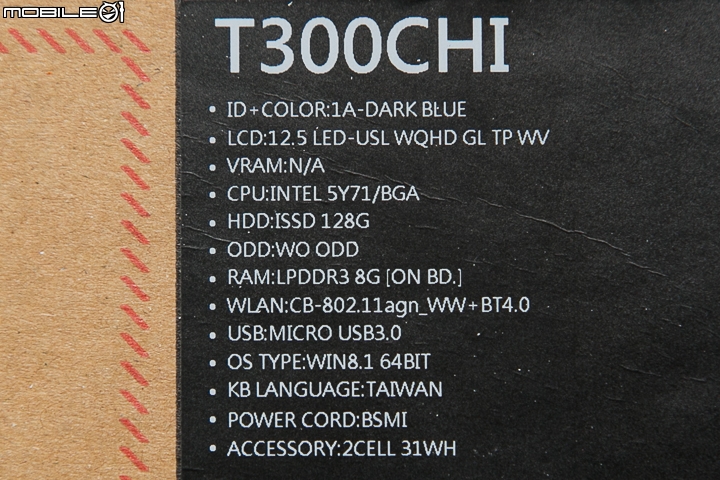 MOBILE01
T300CHI
• ID+COLOR:1A-DARK BLUE
• LCD:12.5 LED-USL WQHD GL TP WV
• VRAM:N/A
• CPU:INTEL 5Y71/BGA
• HDD:ISSD 128G
• ODD:WO ODD
• RAM:LPDDR3 8G [ON BD.]
• WLAN:CB-802.11agn_WW+BT4.0
• USB:MICRO USB3.0
• OS TYPE:WIN8.1 64BIT
• KB LANGUAGE:TAIWAN
• POWER CORD:BSMI
• ACCESSORY:2CELL 31WH